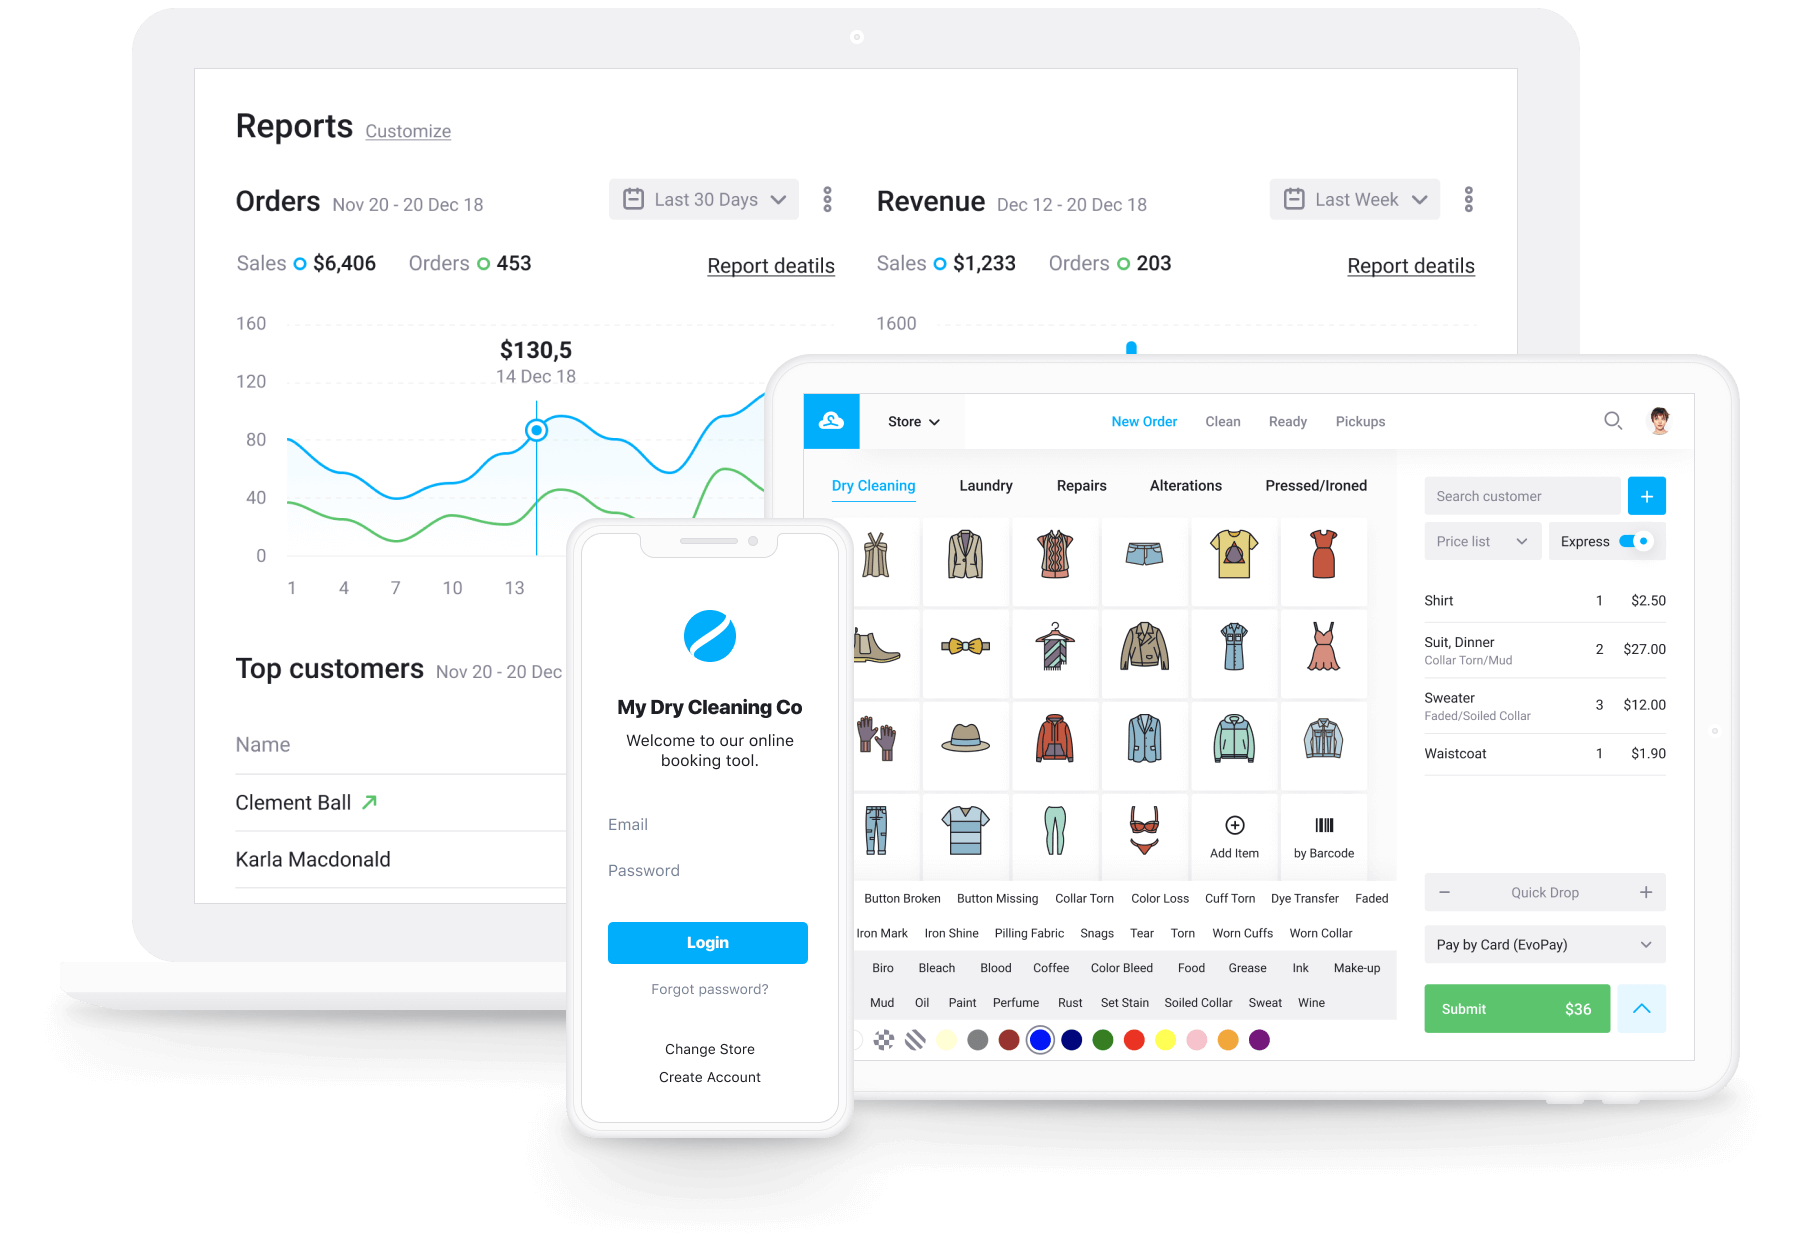 Reports Customize
Orders Nov 20 - 20 Dec 18
Last 30 Days
Sales $6,406 Orders 453
Report deatils
160
120
80
40
0
$130,5
14 Dec 18
1 4 7 10 13
Revenue Dec 12 - 20 Dec 18
Last Week
Sales $1,233 Orders 203
Report deatils
1600
Top customers Nov 20 - 20 Dec
Name
Clement Ball
Karla Macdonald
My Dry Cleaning Co
Welcome to our online
booking tool.
Email
Password
Login
Forgot password?
Change Store
Create Account
Store
New Order Clean Ready Pickups
Dry Cleaning Laundry Repairs Alterations Pressed/Ironed
Add Item by Barcode
Button Broken Button Missing Collar Torn Color Loss Cuff Torn Dye Transfer Faded
Iron Mark Iron Shine Pilling Fabric Snags Tear Torn Worn Cuffs Worn Collar
Biro Bleach Blood Coffee Color Bleed Food Grease Ink Make-up
Mud Oil Paint Perfume Rust Set Stain Soiled Collar Sweat Wine
Search customer +
Price list Express
Shirt 1 $2.50
Suit, Dinner 2 $27.00
Collar Torn/Mud
Sweater 3 $12.00
Faded/Soiled Collar
Waistcoat 1 $1.90
− Quick Drop +
Pay by Card (EvoPay)
Submit $36